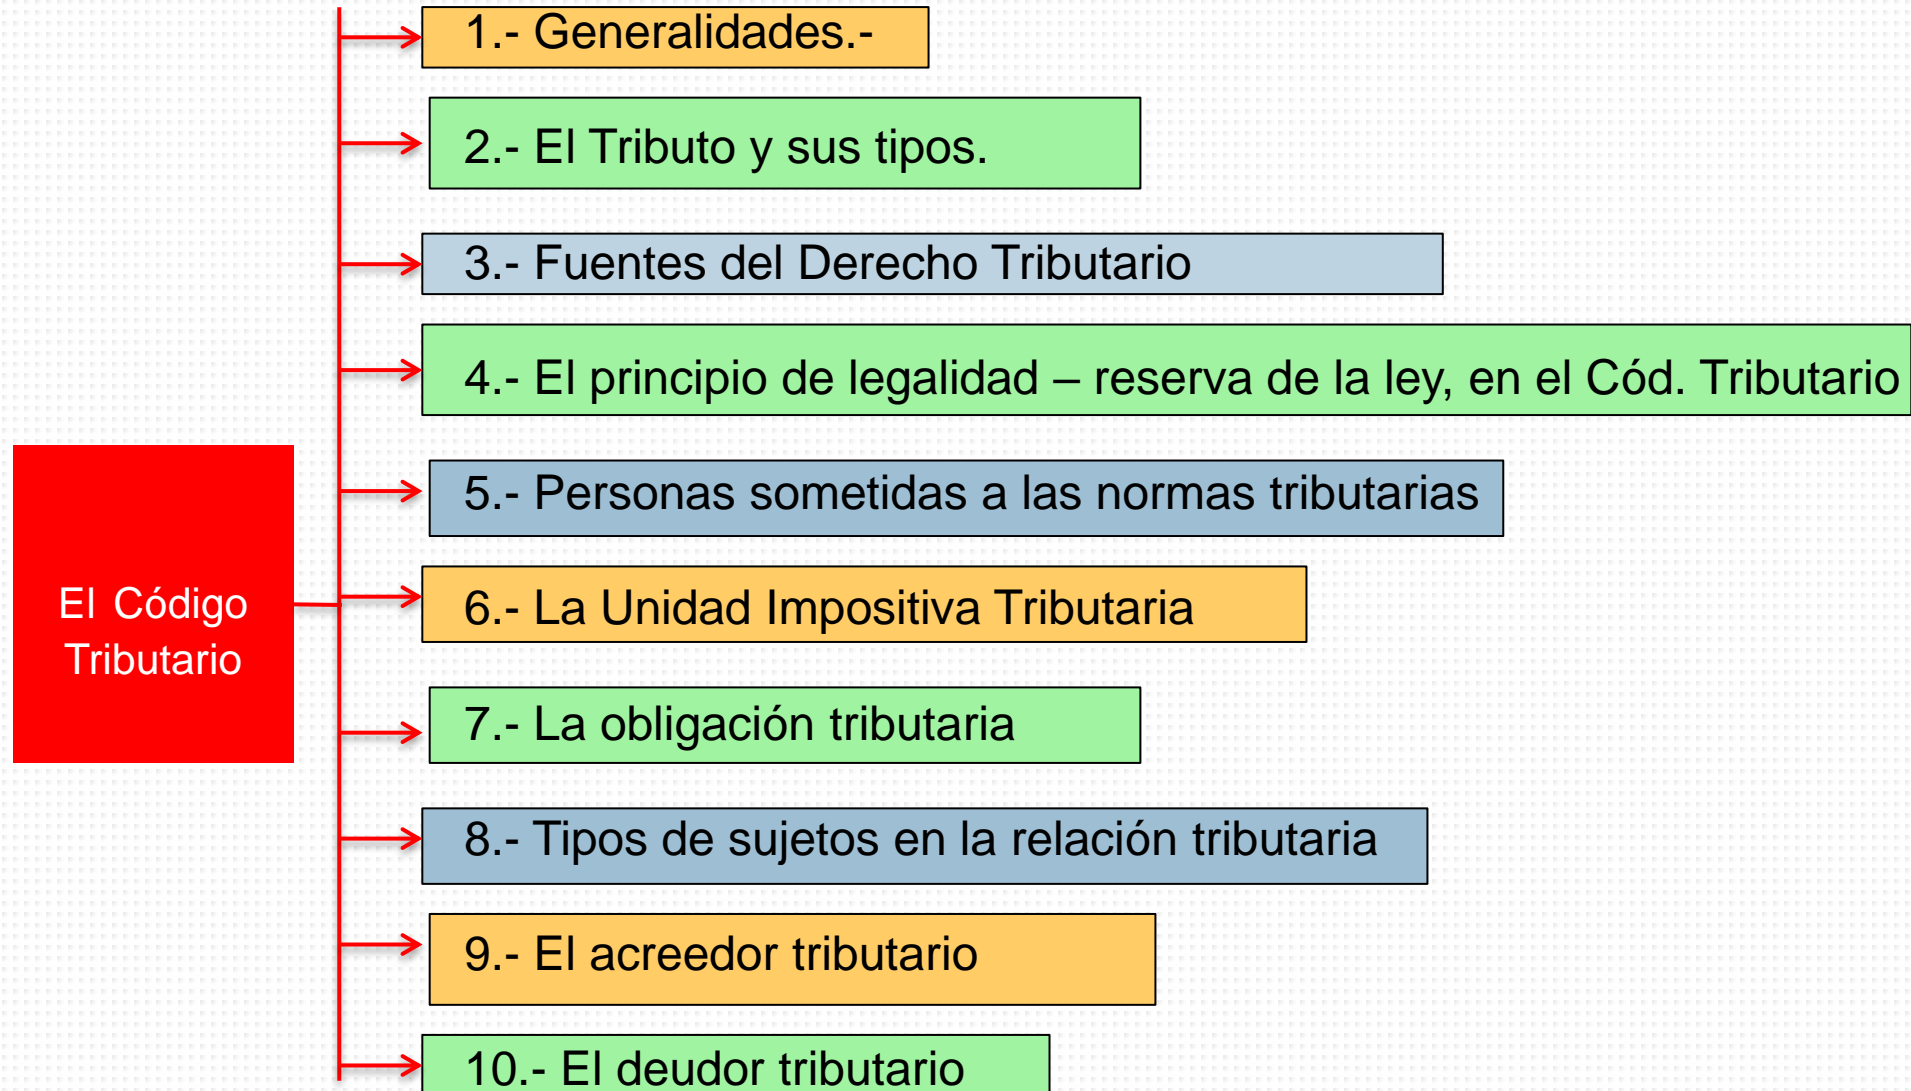 1.- Generalidades.-
2.- El Tributo y sus tipos.
3.- Fuentes del Derecho Tributario
4.- El principio de legalidad – reserva de la ley, en el Cód. Tributario
5.- Personas sometidas a las normas tributarias
El Código
Tributario
6.- La Unidad Impositiva Tributaria
7.- La obligación tributaria
8.- Tipos de sujetos en la relación tributaria
9.- El acreedor tributario
10.- El deudor tributario